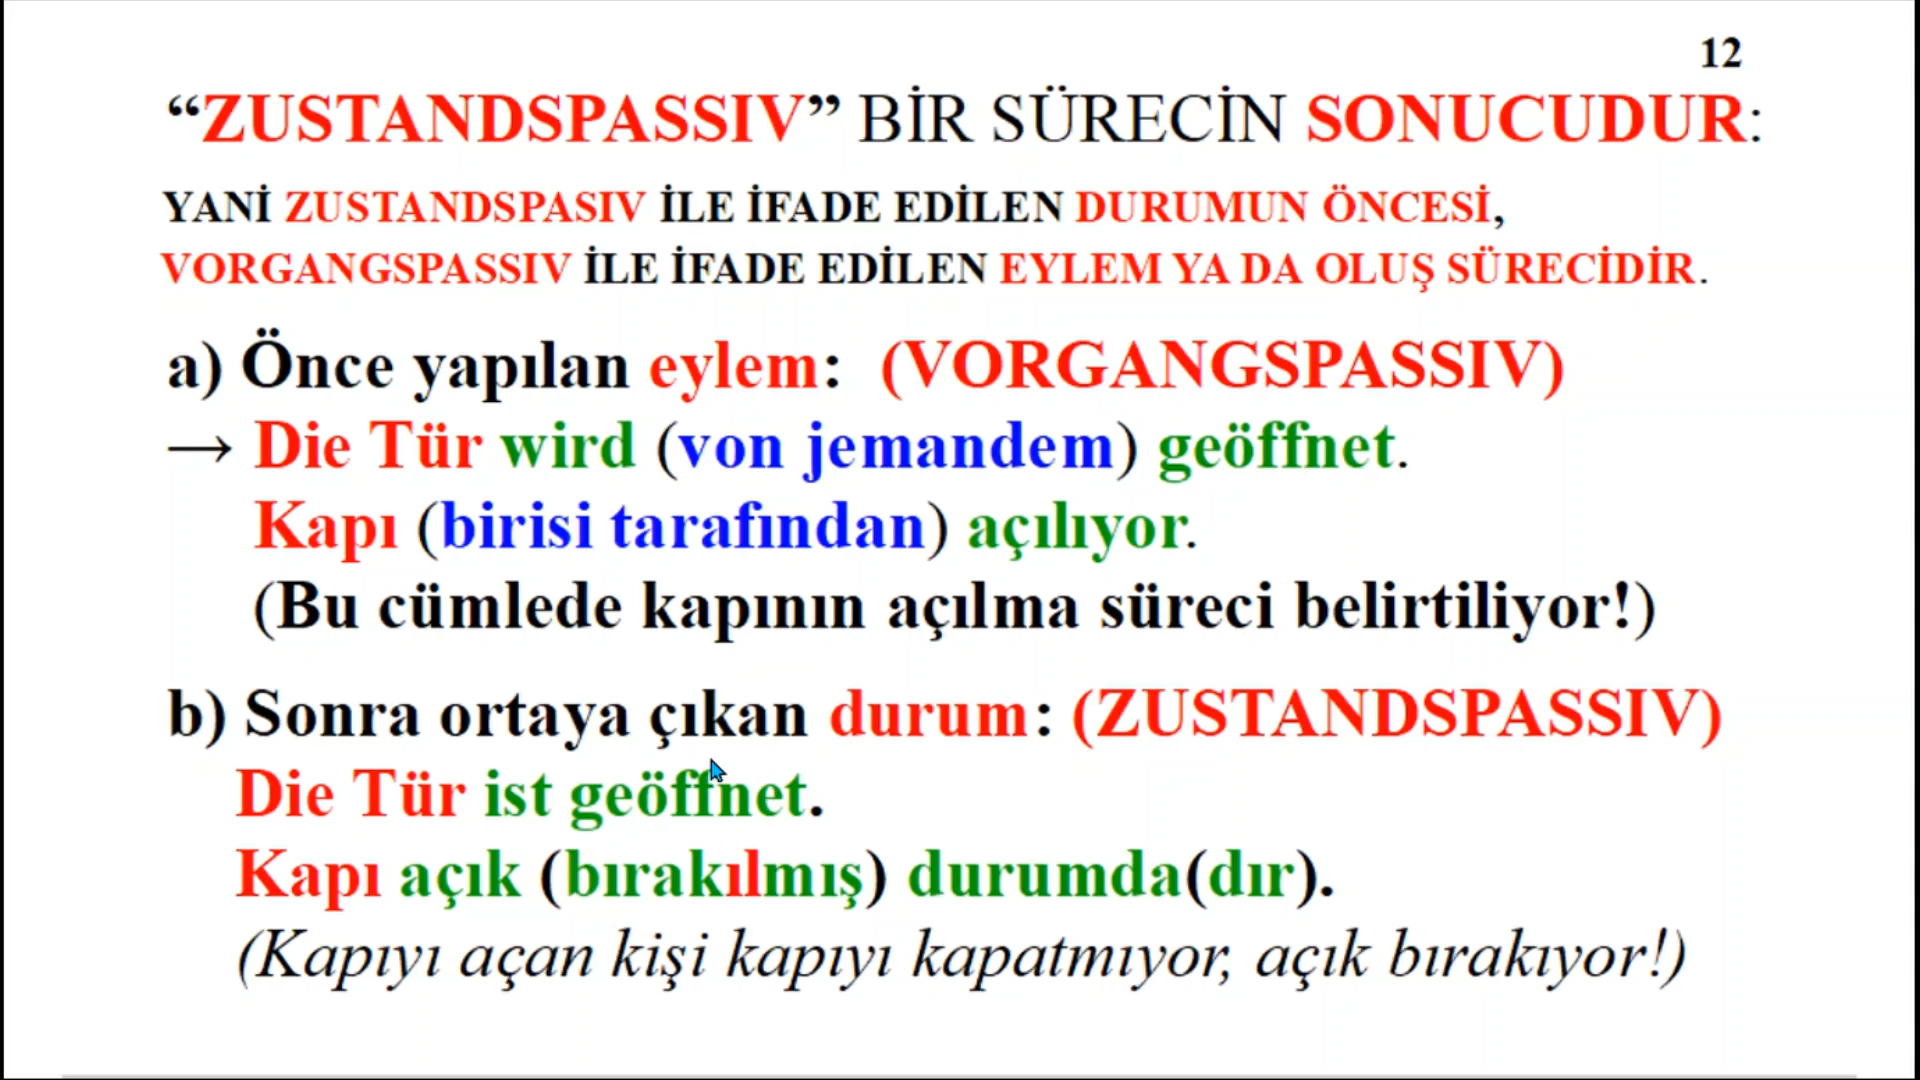 12
“ZUSTANDSPASSIV” BİR SÜRECİN SONUCUDUR:
YANİ ZUSTANDSPASIV İLE İFADE EDİLEN DURUMUN ÖNCESİ,
VORGANGSPASSIV İLE İFADE EDİLEN EYLEM YA DA OLUŞ SÜRECİDİR.
a) Önce yapılan eylem: (VORGANGSPASSIV)
→ Die Tür wird (von jemandem) geöffnet.
Kapı (birisi tarafından) açılıyor.
(Bu cümlede kapının açılma süreci belirtiliyor!)
b) Sonra ortaya çıkan durum: (ZUSTANDSPASSIV)
Die Tür ist geöffnet.
Kapı açık (bırakılmış) durumda(dır).
(Kapıyı açan kişi kapıyı kapatmıyor, açık bırakıyor!)